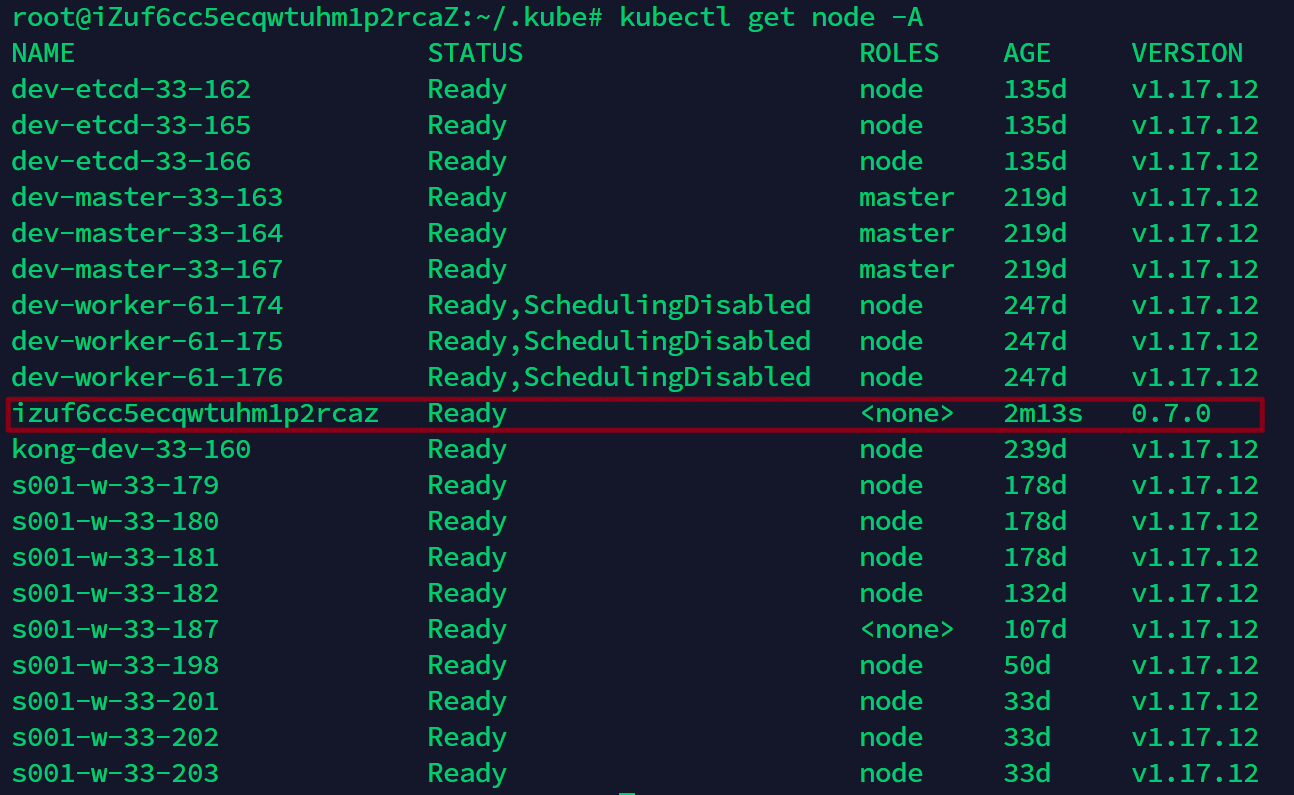 root@iZuf6cc5ecqwtuhm1p2rcaZ:~/.kube# kubectl get node -A
NAME STATUS ROLES AGE VERSION
dev-etcd-33-162 Ready node 135d v1.17.12
dev-etcd-33-165 Ready node 135d v1.17.12
dev-etcd-33-166 Ready node 135d v1.17.12
dev-master-33-163 Ready master 219d v1.17.12
dev-master-33-164 Ready master 219d v1.17.12
dev-master-33-167 Ready master 219d v1.17.12
dev-worker-61-174 Ready,SchedulingDisabled node 247d v1.17.12
dev-worker-61-175 Ready,SchedulingDisabled node 247d v1.17.12
dev-worker-61-176 Ready,SchedulingDisabled node 247d v1.17.12
izuf6cc5ecqwtuhm1p2rcaz Ready <none> 2m13s 0.7.0
kong-dev-33-160 Ready node 239d v1.17.12
s001-w-33-179 Ready node 178d v1.17.12
s001-w-33-180 Ready node 178d v1.17.12
s001-w-33-181 Ready node 178d v1.17.12
s001-w-33-182 Ready node 132d v1.17.12
s001-w-33-187 Ready <none> 107d v1.17.12
s001-w-33-198 Ready node 50d v1.17.12
s001-w-33-201 Ready node 33d v1.17.12
s001-w-33-202 Ready node 33d v1.17.12
s001-w-33-203 Ready node 33d v1.17.12